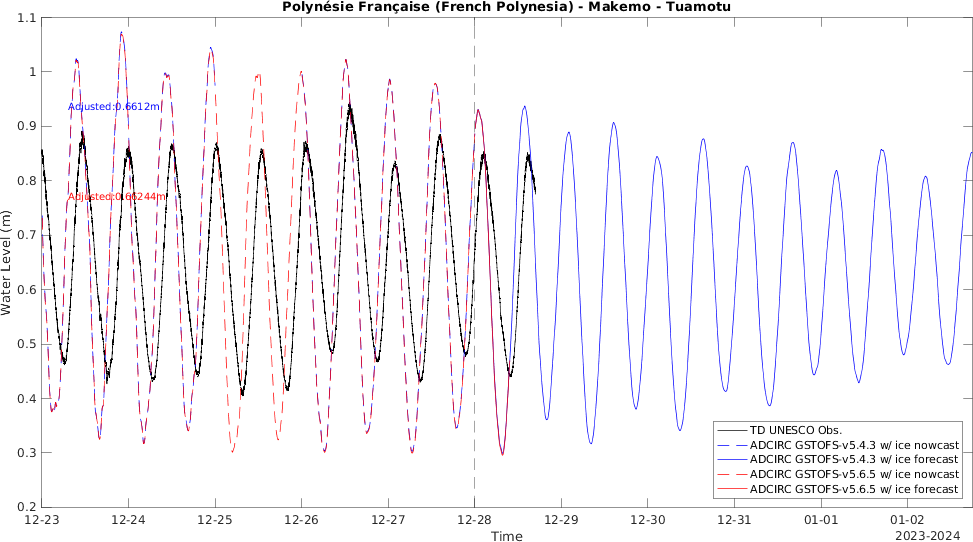 Polynésie Française (French Polynesia) - Makemo - Tuamotu
1.1
1
0.9
0.8
0.7
0.6
0.5
0.4
0.3
0.2
Water Level (m)
Adjusted:0.6612m
Adjusted:0.66244m
TD UNESCO Obs.
ADCIRC GSTOFS-v5.4.3 w/ ice nowcast
ADCIRC GSTOFS-v5.4.3 w/ ice forecast
ADCIRC GSTOFS-v5.6.5 w/ ice nowcast
ADCIRC GSTOFS-v5.6.5 w/ ice forecast
12-23 12-24 12-25 12-26 12-27 12-28 12-29 12-30 12-31 01-01 01-02
Time
2023-2024